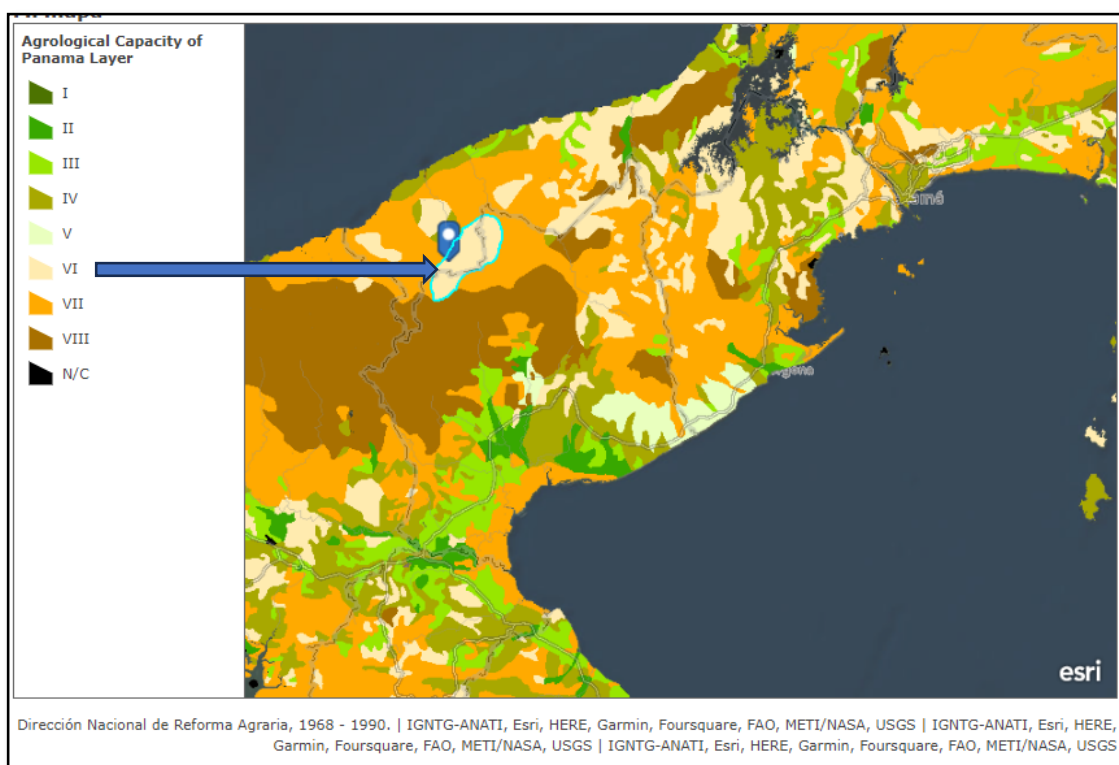 Agrological Capacity of
Panama Layer
I
II
III
IV
V
VI
VII
VIII
N/C
esri
Dirección Nacional de Reforma Agraria, 1968 - 1990. | IGNTG-ANATI, Esri, HERE, Garmin, Foursquare, FAO, METI/NASA, USGS | IGNTG-ANATI, Esri, HERE,
Garmin, Foursquare, FAO, METI/NASA, USGS | IGNTG-ANATI, Esri, HERE, Garmin, Foursquare, FAO, METI/NASA, USGS